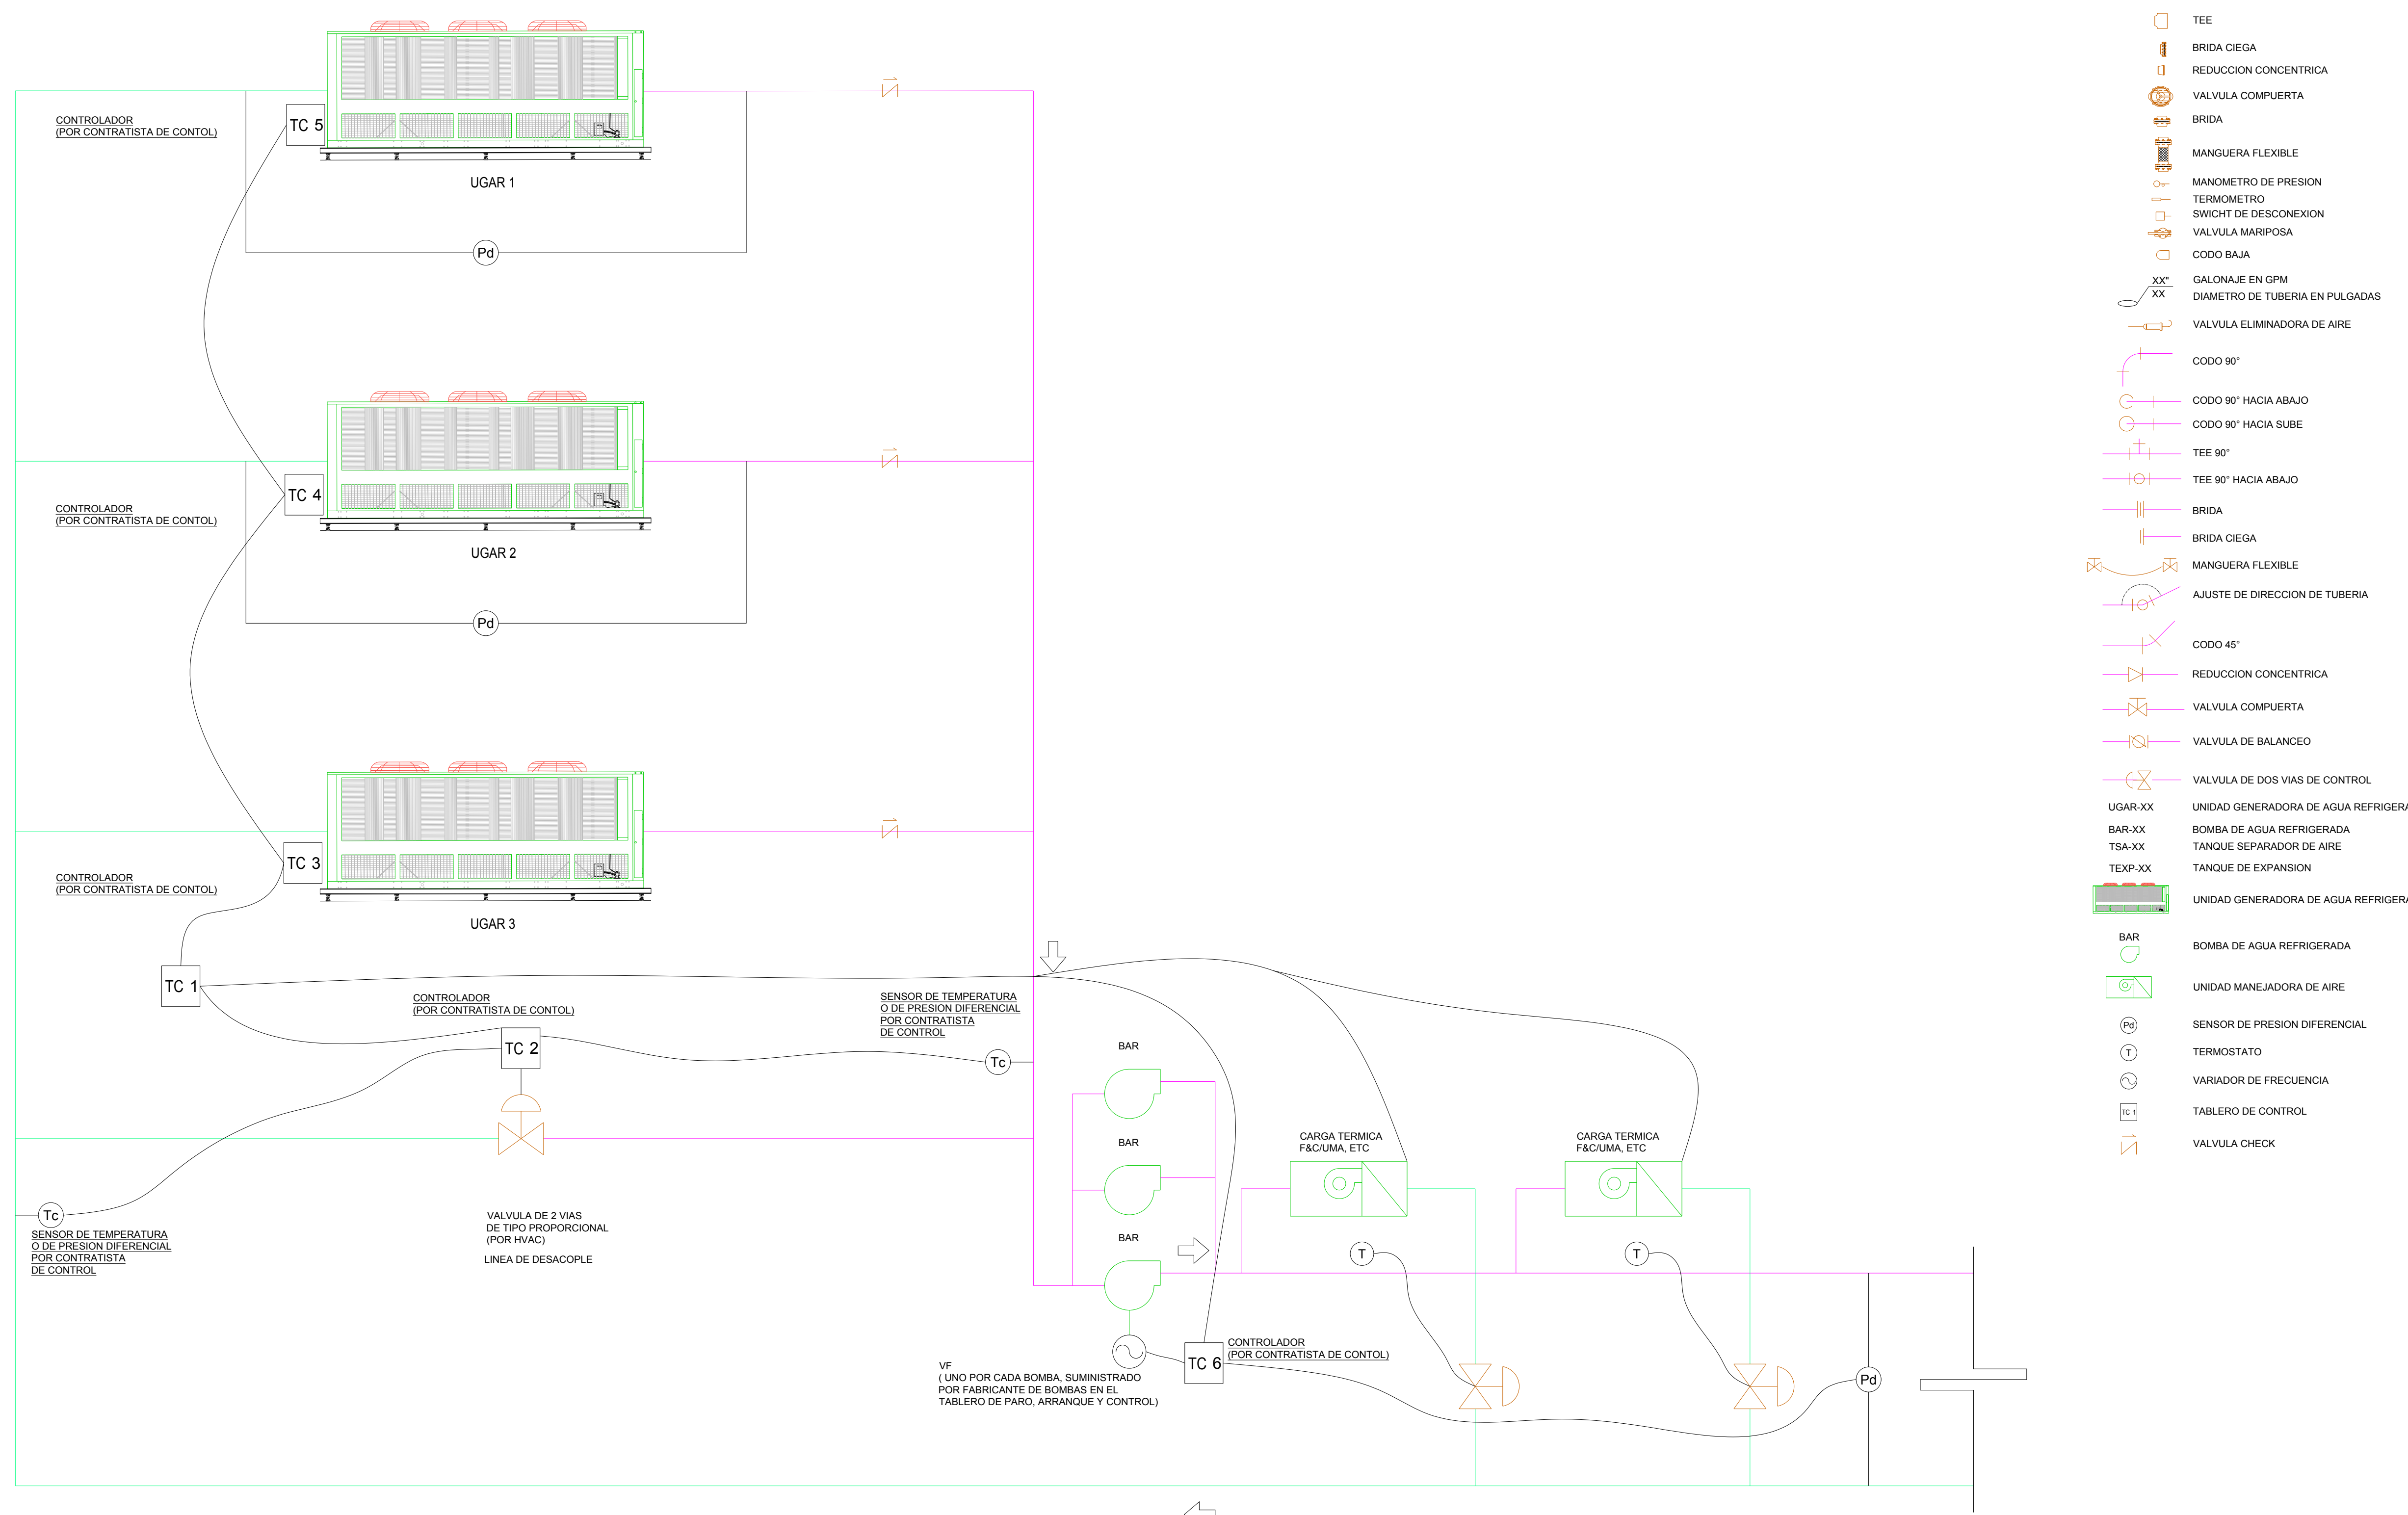 CONTROLADOR
(POR CONTRATISTA DE CONTOL)
TC 5
UGAR 1
Pd
CONTROLADOR
(POR CONTRATISTA DE CONTOL)
TC 4
UGAR 2
Pd
CONTROLADOR
(POR CONTRATISTA DE CONTOL)
TC 3
UGAR 3
TC 1
CONTROLADOR
(POR CONTRATISTA DE CONTOL)
TC 2
SENSOR DE TEMPERATURA
O DE PRESION DIFERENCIAL
POR CONTRATISTA
DE CONTROL
Tc
Tc
SENSOR DE TEMPERATURA
O DE PRESION DIFERENCIAL
POR CONTRATISTA
DE CONTROL
VALVULA DE 2 VIAS
DE TIPO PROPORCIONAL
(POR HVAC)
LINEA DE DESACOPLE
BAR
BAR
BAR
CARGA TERMICA
F&C/UMA, ETC
CARGA TERMICA
F&C/UMA, ETC
T
T
VF
( UNO POR CADA BOMBA, SUMINISTRADO
POR FABRICANTE DE BOMBAS EN EL
TABLERO DE PARO, ARRANQUE Y CONTROL)
TC 6
CONTROLADOR
(POR CONTRATISTA DE CONTOL)
Pd
TEE
BRIDA CIEGA
REDUCCION CONCENTRICA
VALVULA COMPUERTA
BRIDA
MANGUERA FLEXIBLE
MANOMETRO DE PRESION
TERMOMETRO
SWICHT DE DESCONEXION
VALVULA MARIPOSA
CODO BAJA
XX" GALONAJE EN GPM
XX DIAMETRO DE TUBERIA EN PULGADAS
VALVULA ELIMINADORA DE AIRE
CODO 90°
CODO 90° HACIA ABAJO
CODO 90° HACIA SUBE
TEE 90°
TEE 90° HACIA ABAJO
BRIDA
BRIDA CIEGA
MANGUERA FLEXIBLE
AJUSTE DE DIRECCION DE TUBERIA
CODO 45°
REDUCCION CONCENTRICA
VALVULA COMPUERTA
VALVULA DE BALANCEO
VALVULA DE DOS VIAS DE CONTROL
UGAR-XX UNIDAD GENERADORA DE AGUA REFRIGERA
BAR-XX BOMBA DE AGUA REFRIGERADA
TSA-XX TANQUE SEPARADOR DE AIRE
TEXP-XX TANQUE DE EXPANSION
UNIDAD GENERADORA DE AGUA REFRIGERA
BAR
BOMBA DE AGUA REFRIGERADA
UNIDAD MANEJADORA DE AIRE
Pd SENSOR DE PRESION DIFERENCIAL
T TERMOSTATO
VARIADOR DE FRECUENCIA
TC 1 TABLERO DE CONTROL
VALVULA CHECK